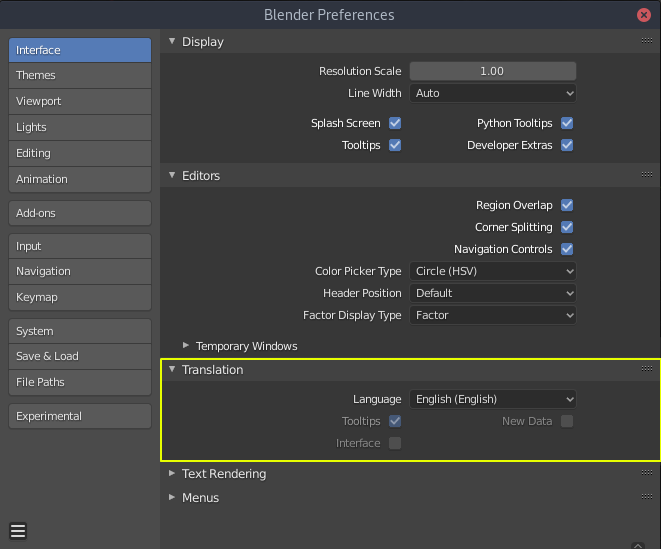 Blender Preferences
Interface
Themes
Viewport
Lights
Editing
Animation
Add-ons
Input
Navigation
Keymap
System
Save & Load
File Paths
Experimental
Display
Resolution Scale 1.00
Line Width Auto
Splash Screen Python Tooltips
Tooltips Developer Extras
Editors
Region Overlap
Corner Splitting
Navigation Controls
Color Picker Type Circle (HSV)
Header Position Default
Factor Display Type Factor
Temporary Windows
Translation
Language English (English)
Tooltips New Data
Interface
Text Rendering
Menus